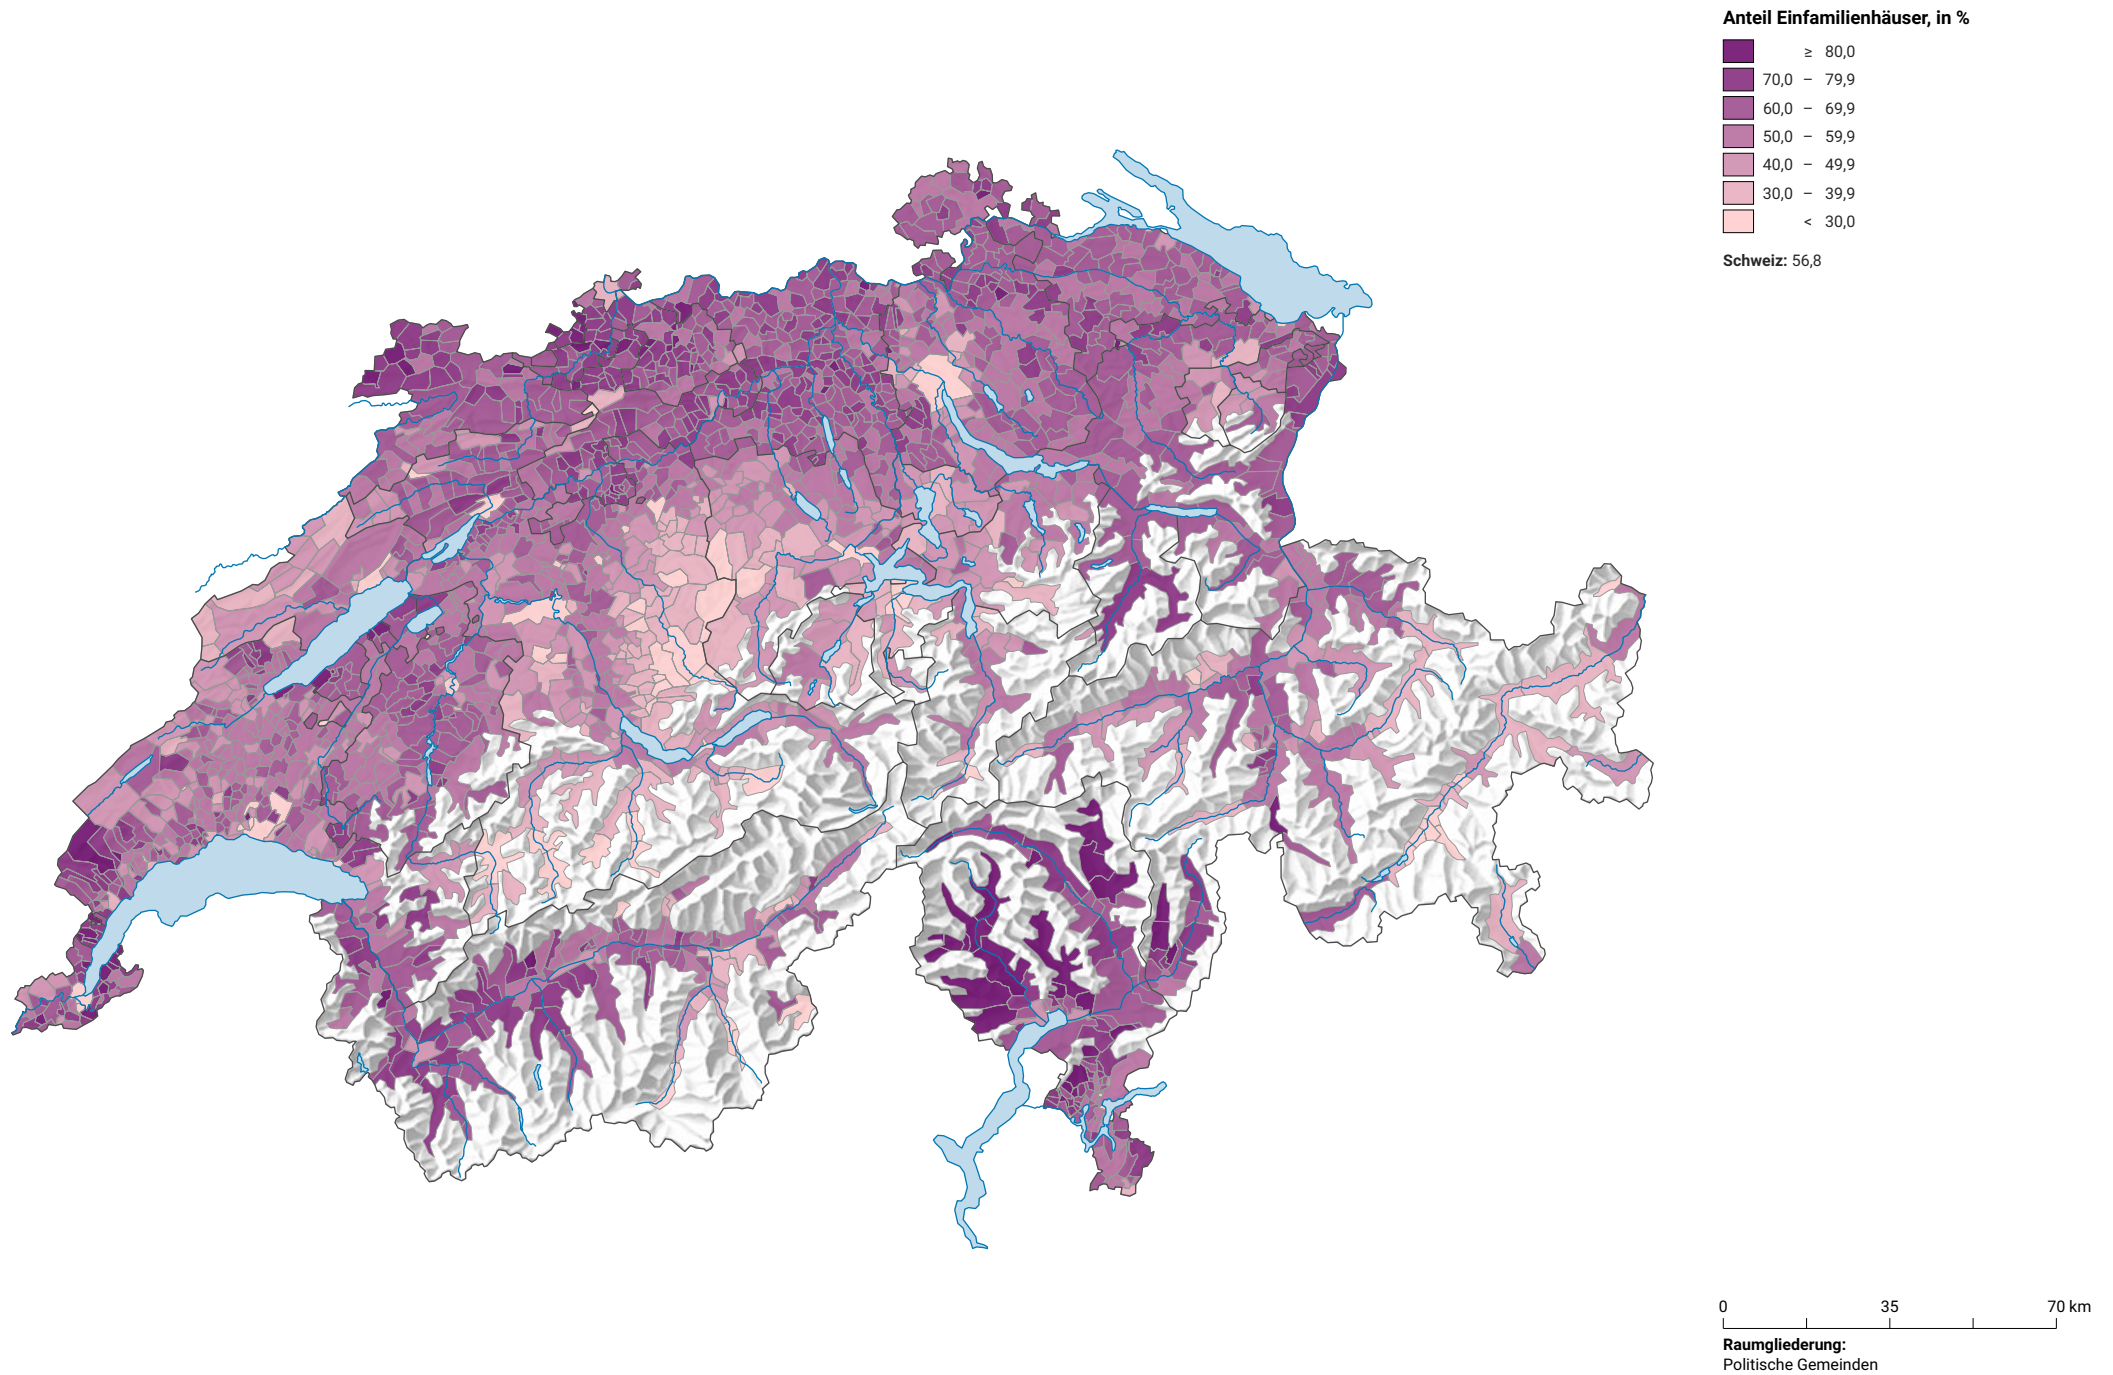 Anteil Einfamilienhäuser, in %
≥ 80,0
70,0 – 79,9
60,0 – 69,9
50,0 – 59,9
40,0 – 49,9
30,0 – 39,9
< 30,0
Schweiz: 56,8
0 35 70 km
Raumgliederung:
Politische Gemeinden